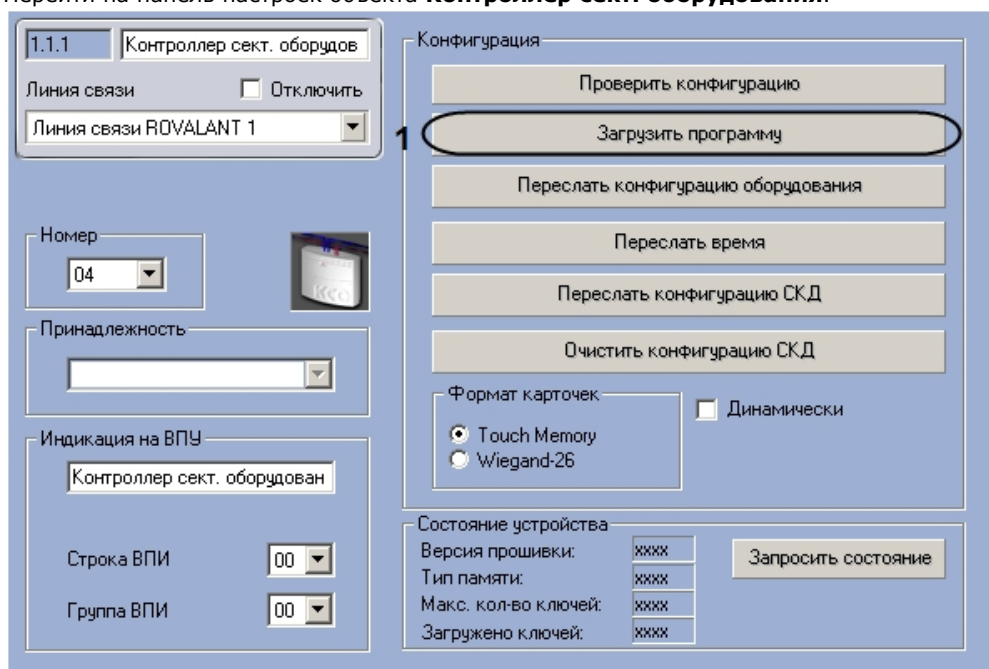 Перейти на панель настроек объекта Контроллер сект. оборудования.
1.1.1 Контроллер сект. оборудов
Линия связи Отключить
Линия связи ROVALANT 1
Номер
04
КСО
Принадлежность
Индикация на ВПУ
Контроллер сект. оборудован
Строка ВПИ 00
Группа ВПИ 00
Конфигурация
Проверить конфигурацию
1 Загрузить программу
Переслать конфигурацию оборудования
Переслать время
Переслать конфигурацию СКД
Очистить конфигурацию СКД
Формат карточек
Touch Memory
Wiegand-26
Динамически
Состояние устройства
Версия прошивки: xxxx
Запросить состояние
Тип памяти: xxxx
Макс. кол-во ключей: xxxx
Загружено ключей: xxxx